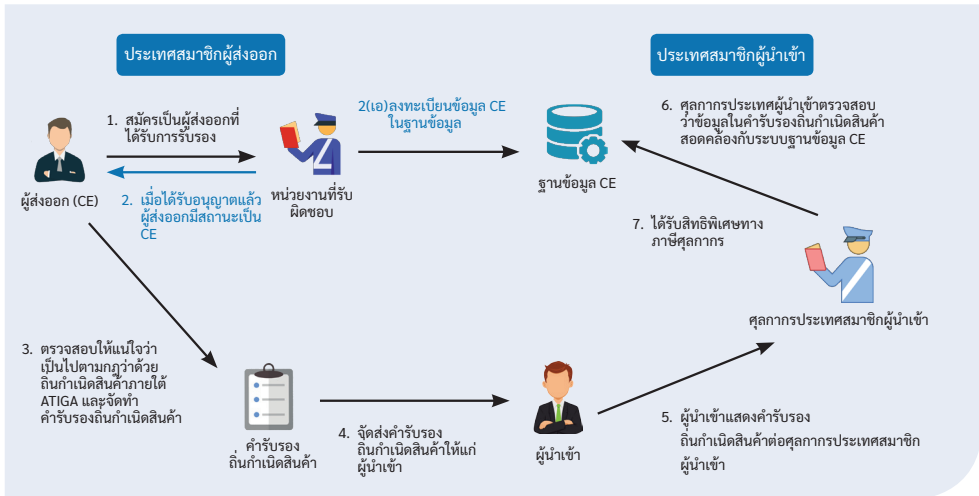 ประเทศสมาชิกผู้ส่งออก
ประเทศสมาชิกผู้นำเข้า
1. สมัครเป็นผู้ส่งออกที่
ได้รับการรับรอง
2(เอ)ลงทะเบียนข้อมูล CE
ในฐานข้อมูล
6. ศุลกากรประเทศผู้นำเข้าตรวจสอบ
ว่าข้อมูลในคำรับรองถิ่นกำเนิดสินค้า
สอดคล้องกับระบบฐานข้อมูล CE
ผู้ส่งออก (CE)
2. เมื่อได้รับอนุญาตแล้ว
ผู้ส่งออกมีสถานะเป็น
CE
หน่วยงานที่รับ
ผิดชอบ
ฐานข้อมูล CE
7. ได้รับสิทธิพิเศษทาง
ภาษีศุลกากร
ศุลกากรประเทศสมาชิกผู้นำเข้า
3. ตรวจสอบให้แน่ใจว่า
เป็นไปตามกฎว่าด้วย
ถิ่นกำเนิดสินค้าภายใต้
ATIGA และจัดทำ
คำรับรองถิ่นกำเนิดสินค้า
คำรับรอง
ถิ่นกำเนิดสินค้า
4. จัดส่งคำรับรอง
ถิ่นกำเนิดสินค้าให้แก่
ผู้นำเข้า
ผู้นำเข้า
5. ผู้นำเข้าแสดงคำรับรอง
ถิ่นกำเนิดสินค้าต่อศุลกากรประเทศสมาชิก
ผู้นำเข้า